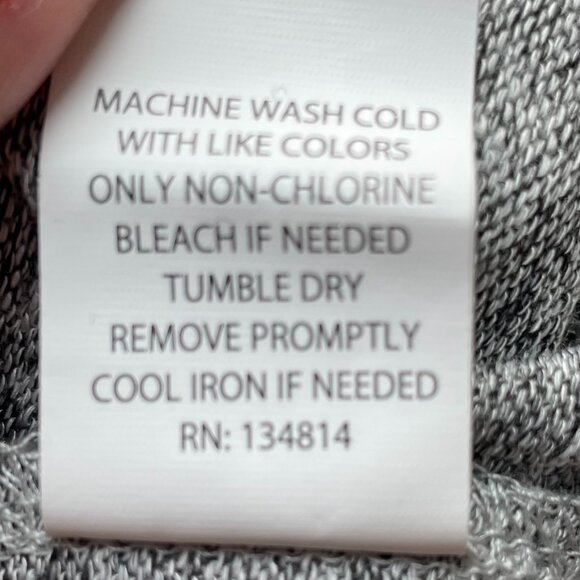 MACHINE WASH COLD
WITH LIKE COLORS
ONLY NON-CHLORINE
BLEACH IF NEEDED
TUMBLE DRY
REMOVE PROMPTLY
COOL IRON IF NEEDED
RN: 134814